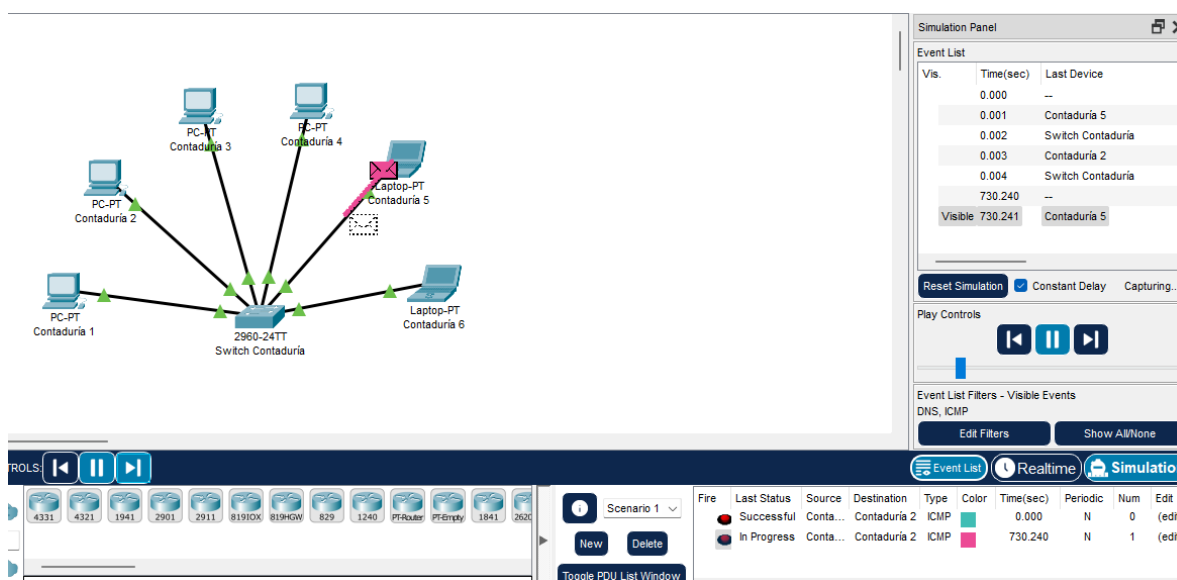 Simulation Panel
Event List
Vis. Time(sec) Last Device
0.000 --
0.001 Contaduría 5
0.002 Switch Contaduría
0.003 Contaduría 2
0.004 Switch Contaduría
730.240 --
Visible 730.241 Contaduría 5
Reset Simulation Constant Delay Capturing...
Play Controls
Event List Filters - Visible Events
DNS, ICMP
Edit Filters Show All/None
PC-PT
Contaduría 3
PC-PT
Contaduría 4
Laptop-PT
Contaduría 5
PC-PT
Contaduría 2
PC-PT
Contaduría 1
Laptop-PT
Contaduría 6
2960-24TT
Switch Contaduría
TROLS:
Event List Realtime Simulatio
4331 4321 1941 2901 2911 819IOX 819HGW 829 1240 PT-Router PT-Empty 1841 2620
Scenario 1
New Delete
Toggle PDU List Window
Fire Last Status Source Destination Type Color Time(sec) Periodic Num Edit
Successful Conta... Contaduría 2 ICMP 0.000 N 0 (edi
In Progress Conta... Contaduría 2 ICMP 730.240 N 1 (edi